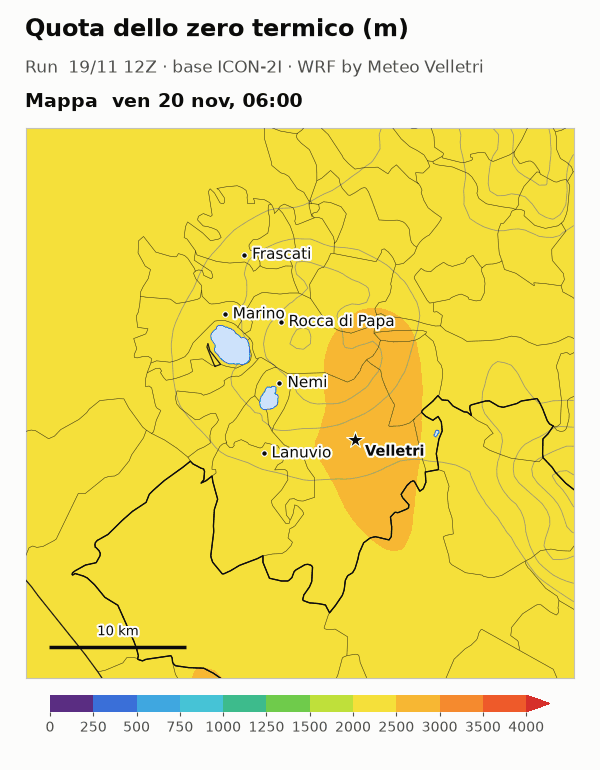 Quota dello zero termico (m)
Run 19/11 12Z · base ICON-2I · WRF by Meteo Velletri
Mappa ven 20 nov, 06:00
Frascati
Marino
Rocca di Papa
Nemi
Velletri
Lanuvio
10 km
0 250 500 750 1000 1250 1500 2000 2500 3000 3500 4000